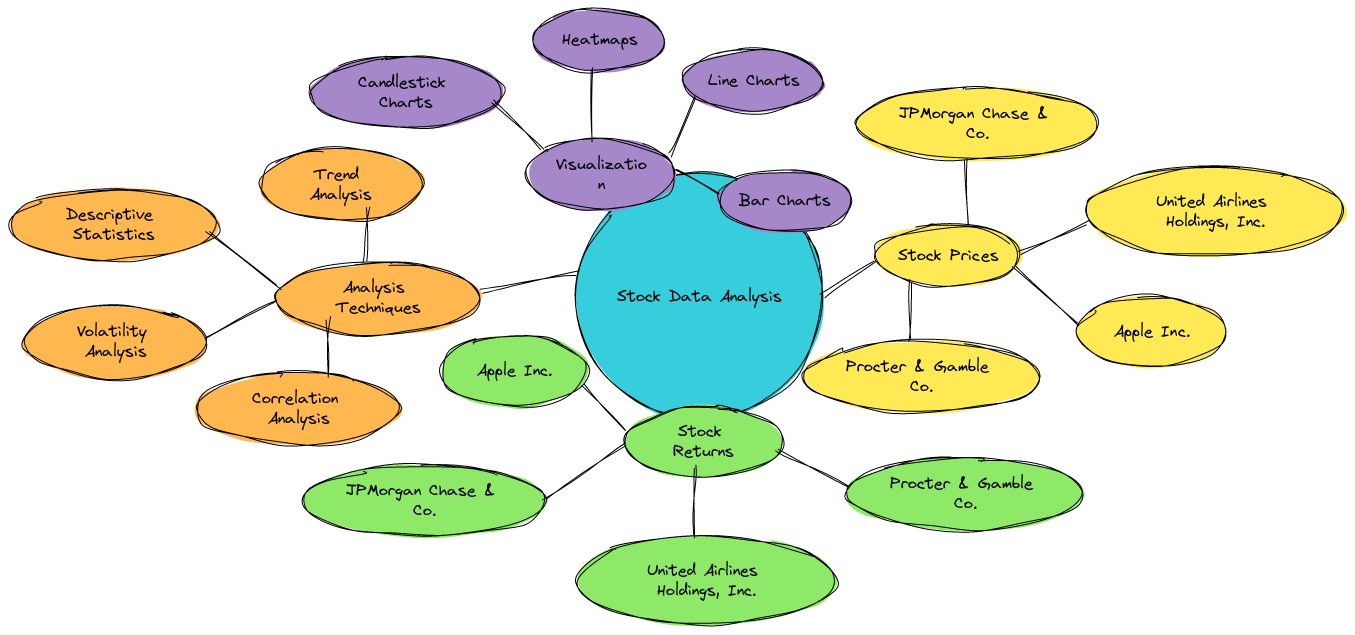 Heatmaps
Candlestick
Charts
Line Charts
Visualizatio
n
Bar Charts
JPMorgan Chase &
Co.
United Airlines
Holdings, Inc.
Stock Prices
Apple Inc.
Procter & Gamble
Co.
Trend
Analysis
Descriptive
Statistics
Analysis
Techniques
Volatility
Analysis
Correlation
Analysis
Stock Data Analysis
Apple Inc.
Stock
Returns
JPMorgan Chase &
Co.
Procter & Gamble
Co.
United Airlines
Holdings, Inc.